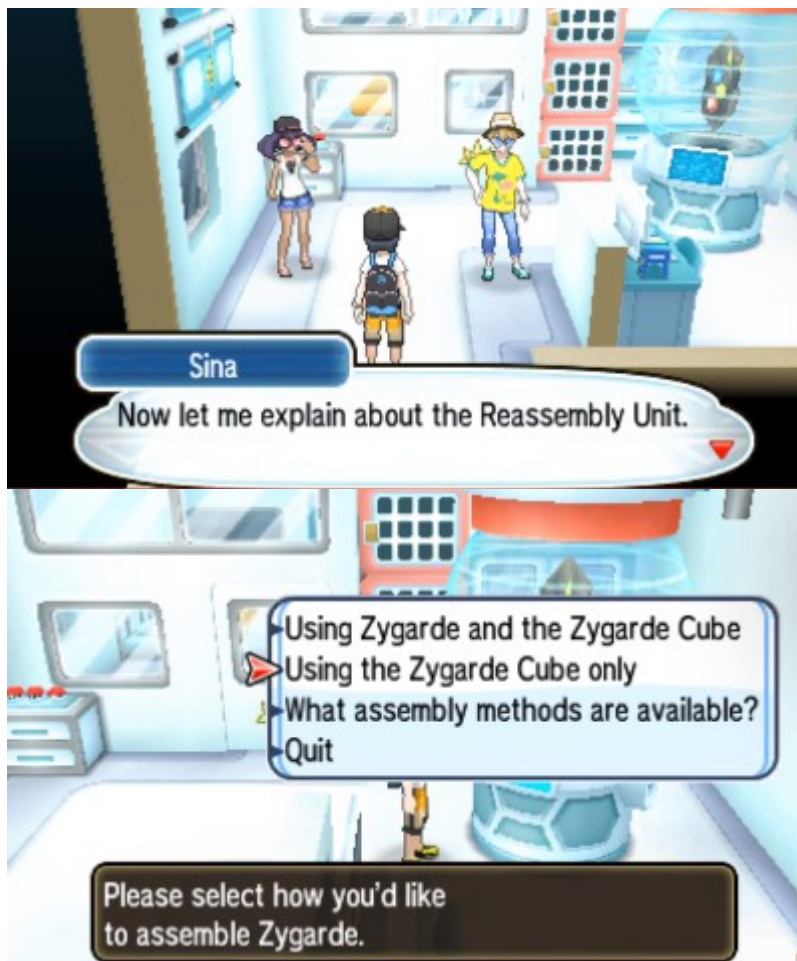 Sina
Now let me explain about the Reassembly Unit.
Using Zygarde and the Zygarde Cube
Using the Zygarde Cube only
What assembly methods are available?
Quit
Please select how you'd like
to assemble Zygarde.